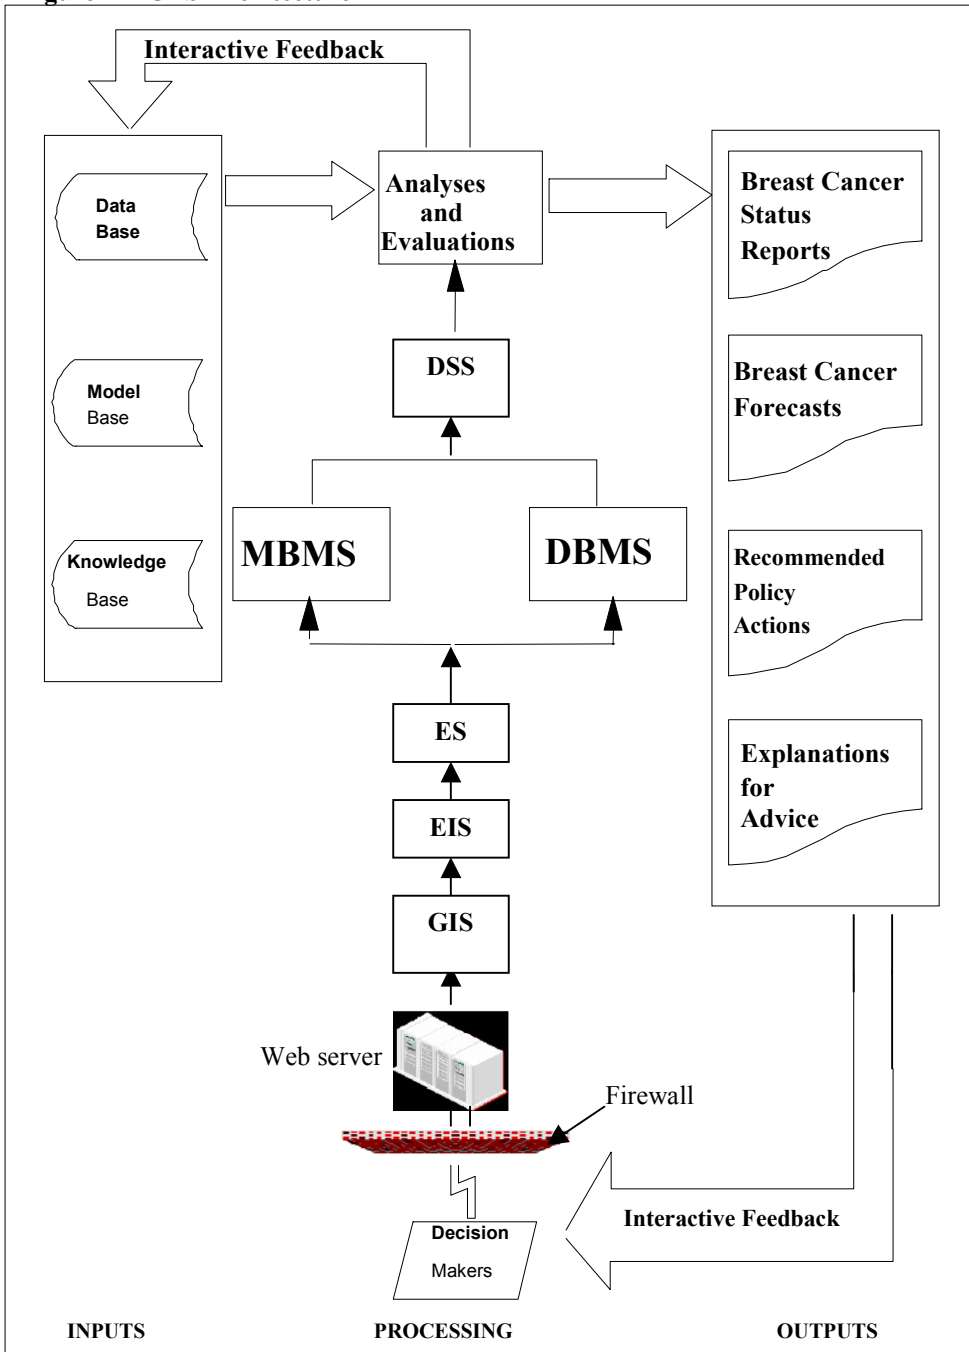 Interactive Feedback
Data
Base
Model
Base
Knowledge
Base
Analyses
and
Evaluations
DSS
MBMS
DBMS
ES
EIS
GIS
Web server
Firewall
Decision
Makers
Breast Cancer
Status
Reports
Breast Cancer
Forecasts
Recommended
Policy
Actions
Explanations
for
Advice
Interactive Feedback
INPUTS
PROCESSING
OUTPUTS